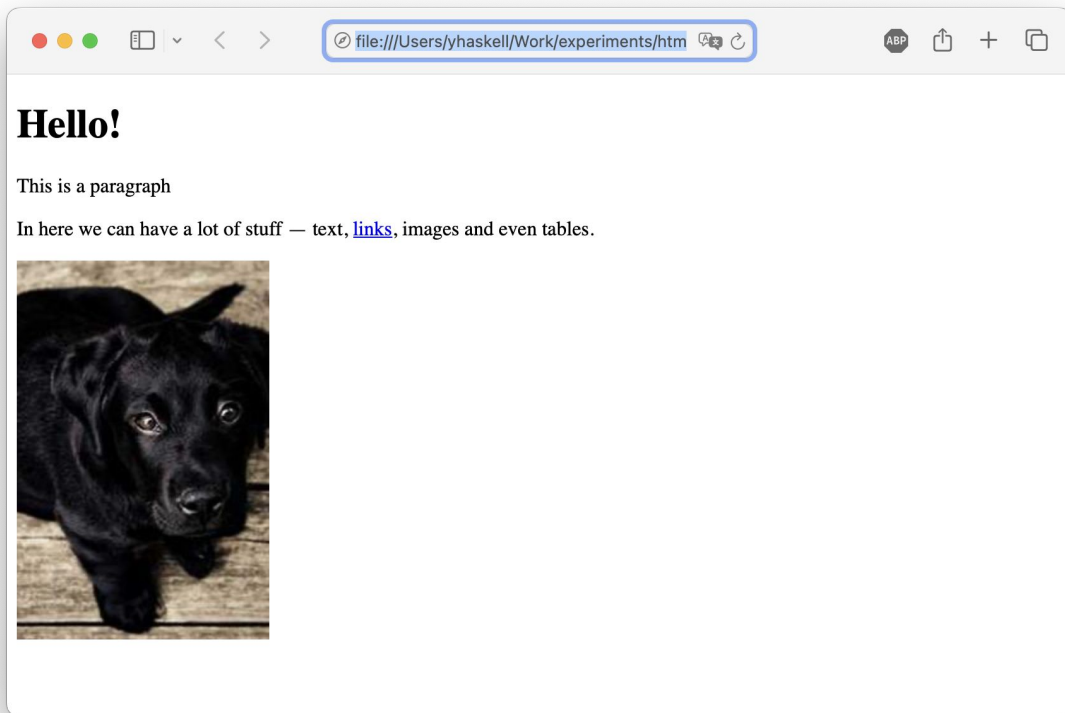 file:///Users/yhaskell/Work/experiments/htm
ABP
Hello!
This is a paragraph
In here we can have a lot of stuff — text, links, images and even tables.